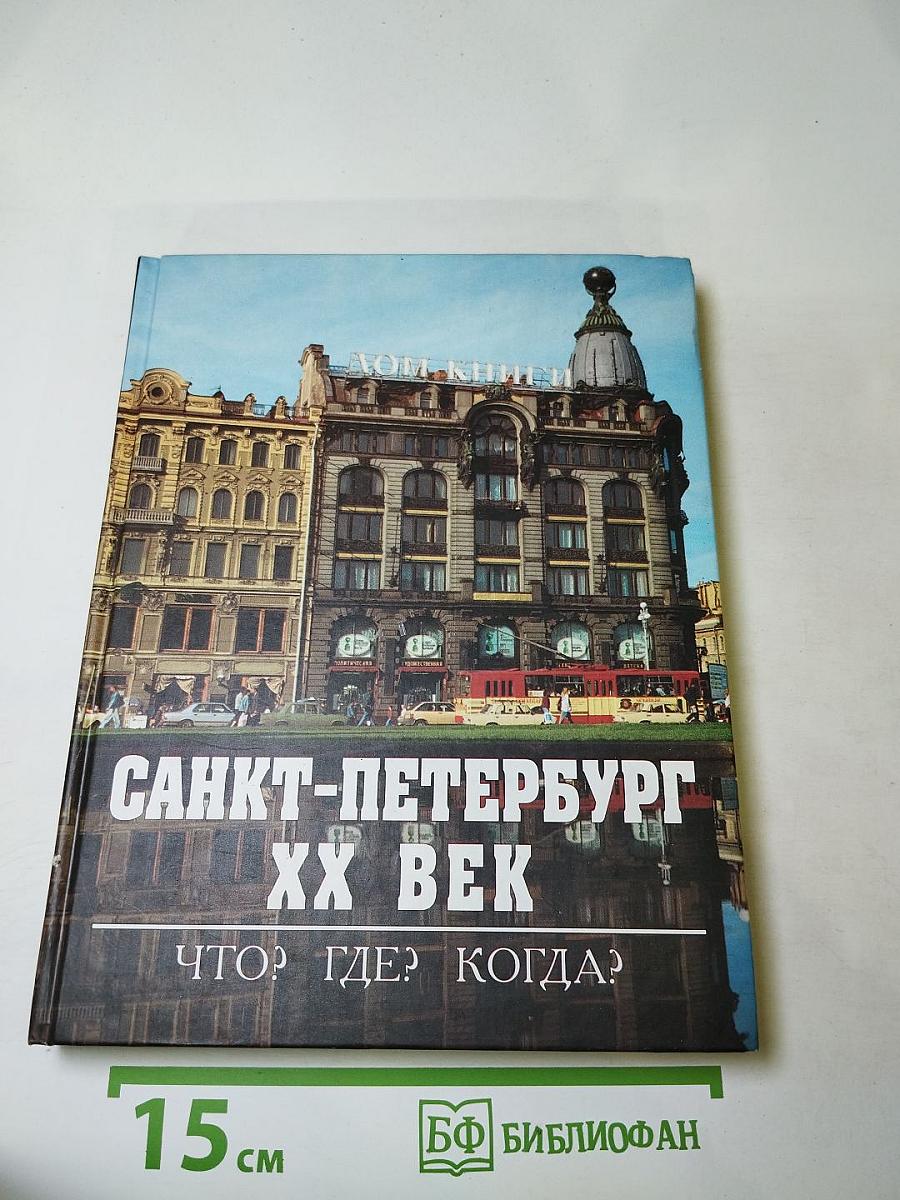 ДОМ КНИГИ
САНКТ-ПЕТЕРБУРГ
XX ВЕК
ЧТО? ГДЕ? КОГДА?
15 см
БФ БИБЛИОФАН